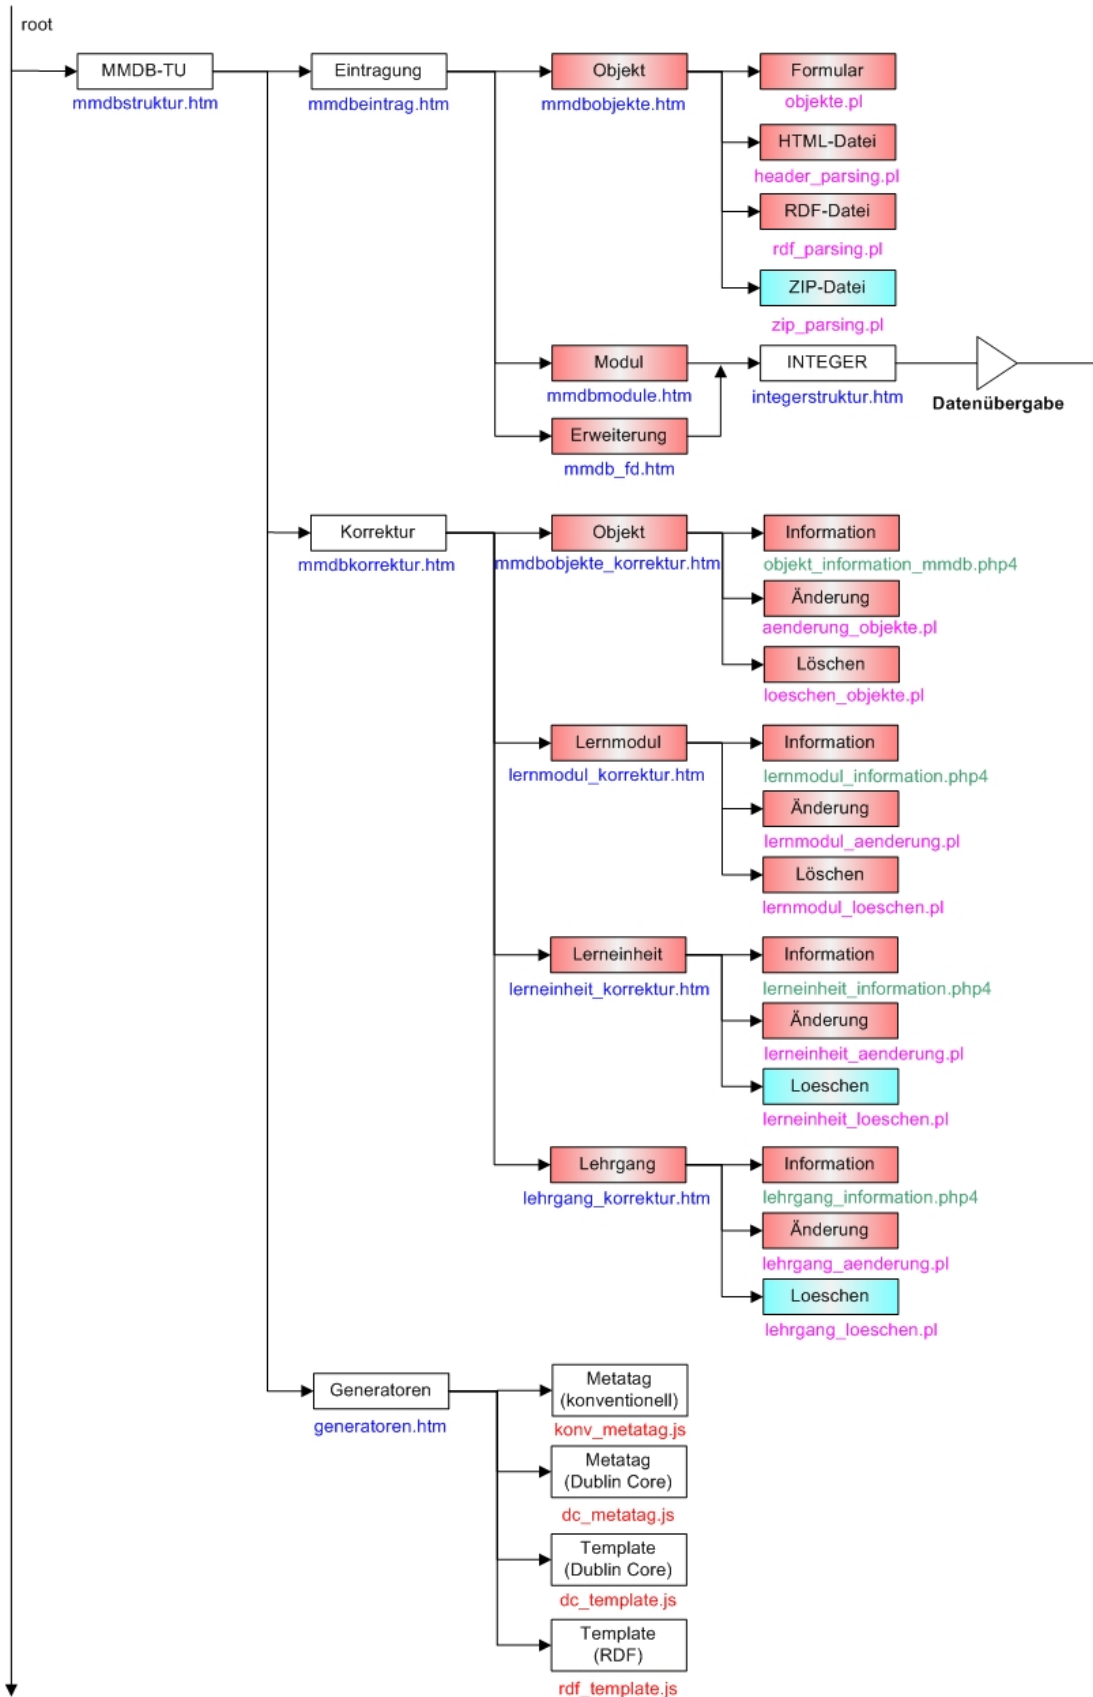 root
MMDB-TU
mmdbstruktur.htm
Eintragung
mmdbeintrag.htm
Objekt
mmdbobjekte.htm
Formular
objekte.pl
HTML-Datei
header_parsing.pl
RDF-Datei
rdf_parsing.pl
ZIP-Datei
zip_parsing.pl
Modul
mmdbmodule.htm
INTEGER
integerstruktur.htm
Datenübergabe
Erweiterung
mmdb_fd.htm
Korrektur
mmdbkorrektur.htm
Objekt
mmdbobjekte_korrektur.htm
Information
objekt_information_mmdb.php4
Änderung
aenderung_objekte.pl
Löschen
loeschen_objekte.pl
Lernmodul
lernmodul_korrektur.htm
Information
lernmodul_information.php4
Änderung
lernmodul_aenderung.pl
Löschen
lernmodul_loeschen.pl
Lerneinheit
lerneinheit_korrektur.htm
Information
lerneinheit_information.php4
Änderung
lerneinheit_aenderung.pl
Loeschen
lerneinheit_loeschen.pl
Lehrgang
lehrgang_korrektur.htm
Information
lehrgang_information.php4
Änderung
lehrgang_aenderung.pl
Loeschen
lehrgang_loeschen.pl
Generatoren
generatoren.htm
Metatag
(konventionell)
konv_metatag.js
Metatag
(Dublin Core)
dc_metatag.js
Template
(Dublin Core)
dc_template.js
Template
(RDF)
rdf_template.js